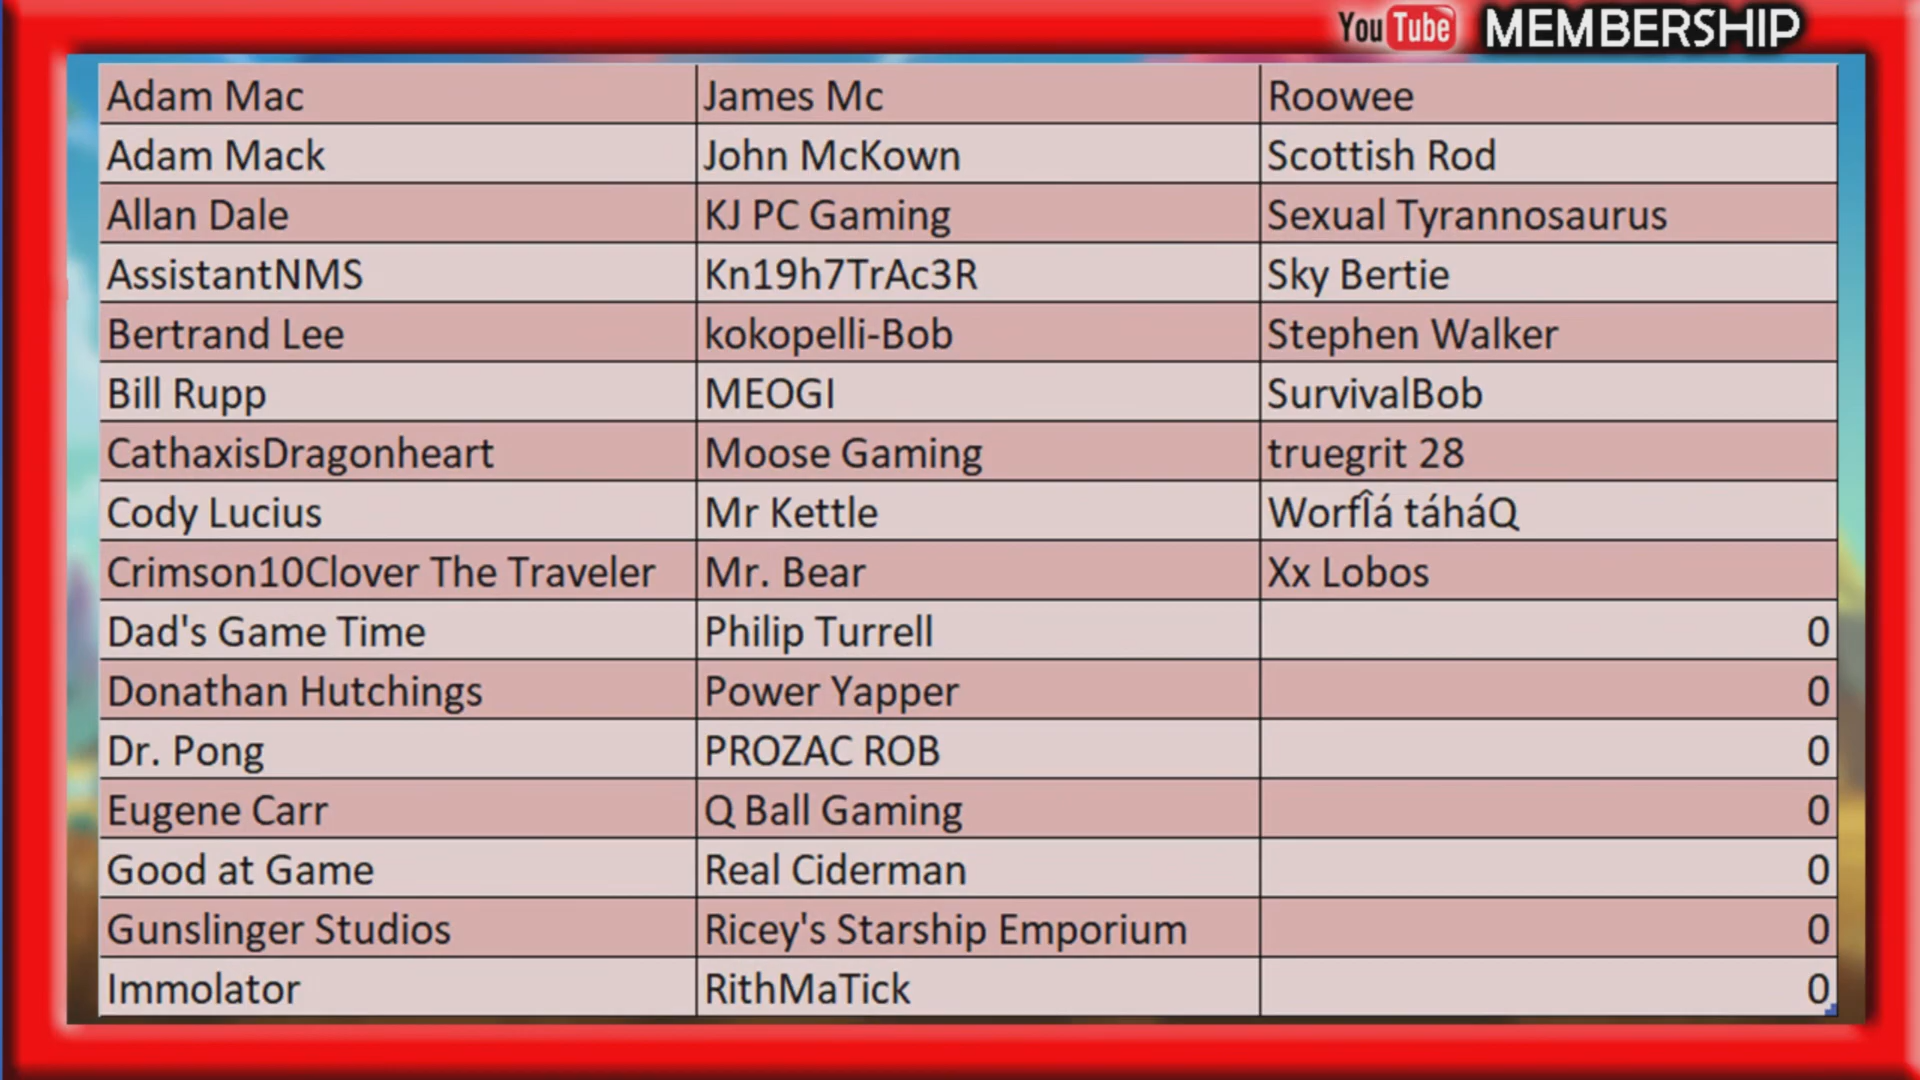 YouTube MEMBERSHIP
Adam Mac James Mc Roowee
Adam Mack John McKown Scottish Rod
Allan Dale KJ PC Gaming Sexual Tyrannosaurus
AssistantNMS Kn19h7TrAc3R Sky Bertie
Bertrand Lee kokopelli-Bob Stephen Walker
Bill Rupp MEOGI SurvivalBob
CathaxisDragonheart Moose Gaming truegrit 28
Cody Lucius Mr Kettle WorfÎá táháQ
Crimson10Clover The Traveler Mr. Bear Xx Lobos
Dad's Game Time Philip Turrell 0
Donathan Hutchings Power Yapper 0
Dr. Pong PROZAC ROB 0
Eugene Carr Q Ball Gaming 0
Good at Game Real Ciderman 0
Gunslinger Studios Ricey's Starship Emporium 0
Immolator RithMaTick 0